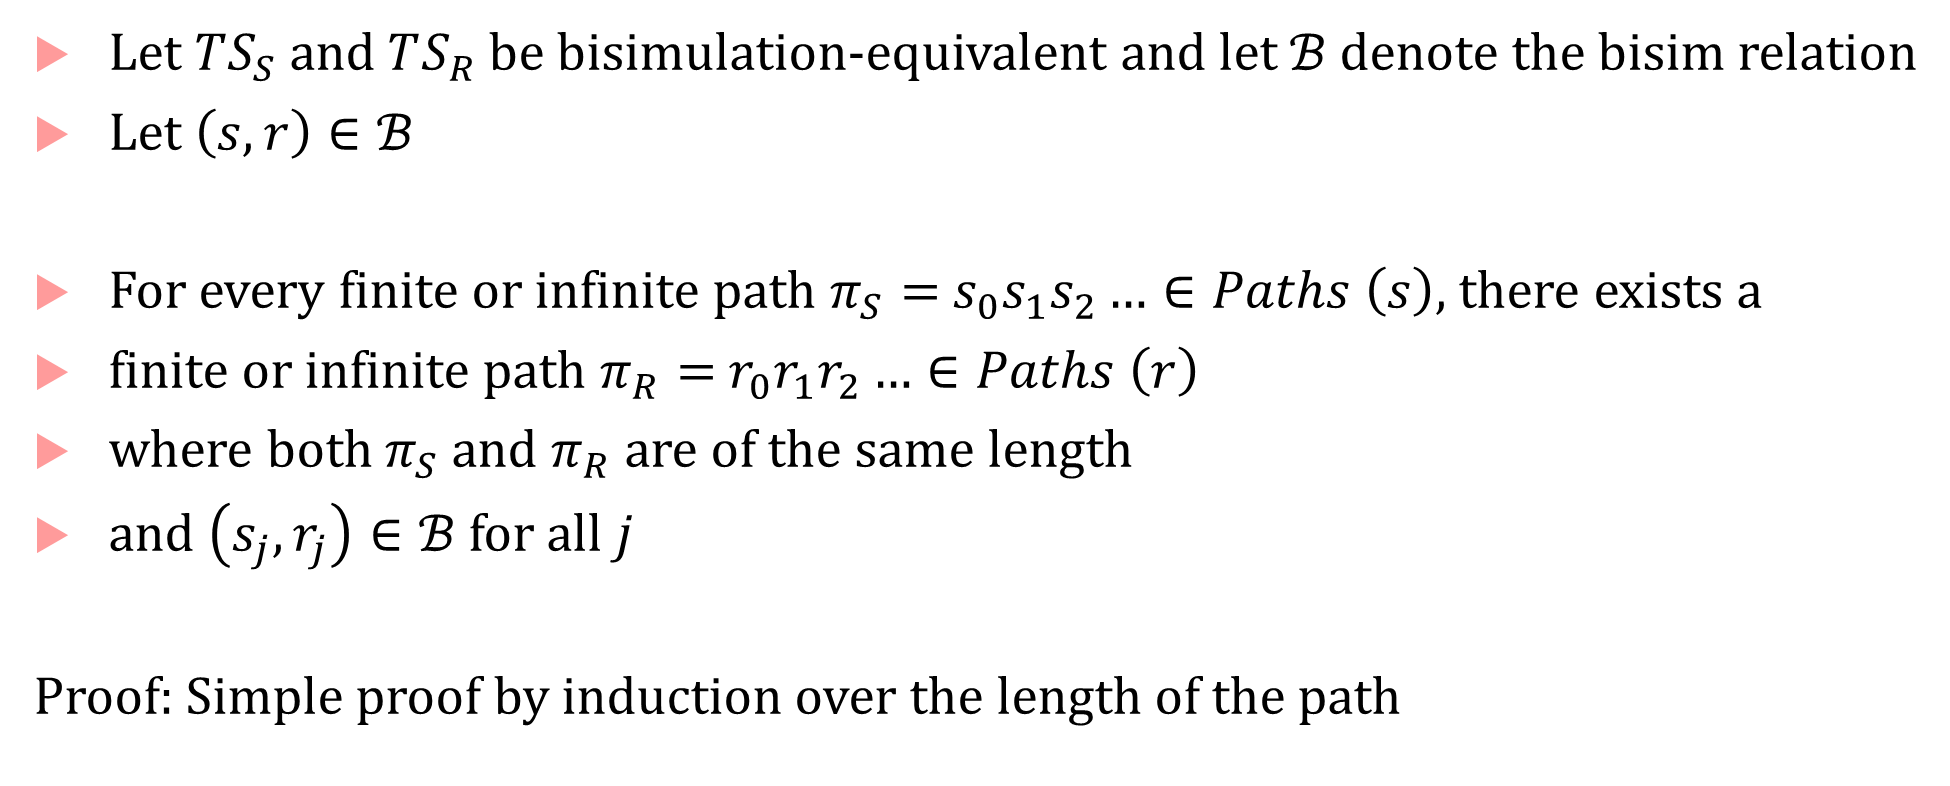 Let TS_S and TS_R be bisimulation-equivalent and let ℬ denote the bisim relation
Let (s, r) ∈ ℬ
For every finite or infinite path π_S = s_0s_1s_2 … ∈ Paths (s), there exists a
finite or infinite path π_R = r_0r_1r_2 … ∈ Paths (r)
where both π_S and π_R are of the same length
and (s_j, r_j) ∈ ℬ for all j
Proof: Simple proof by induction over the length of the path